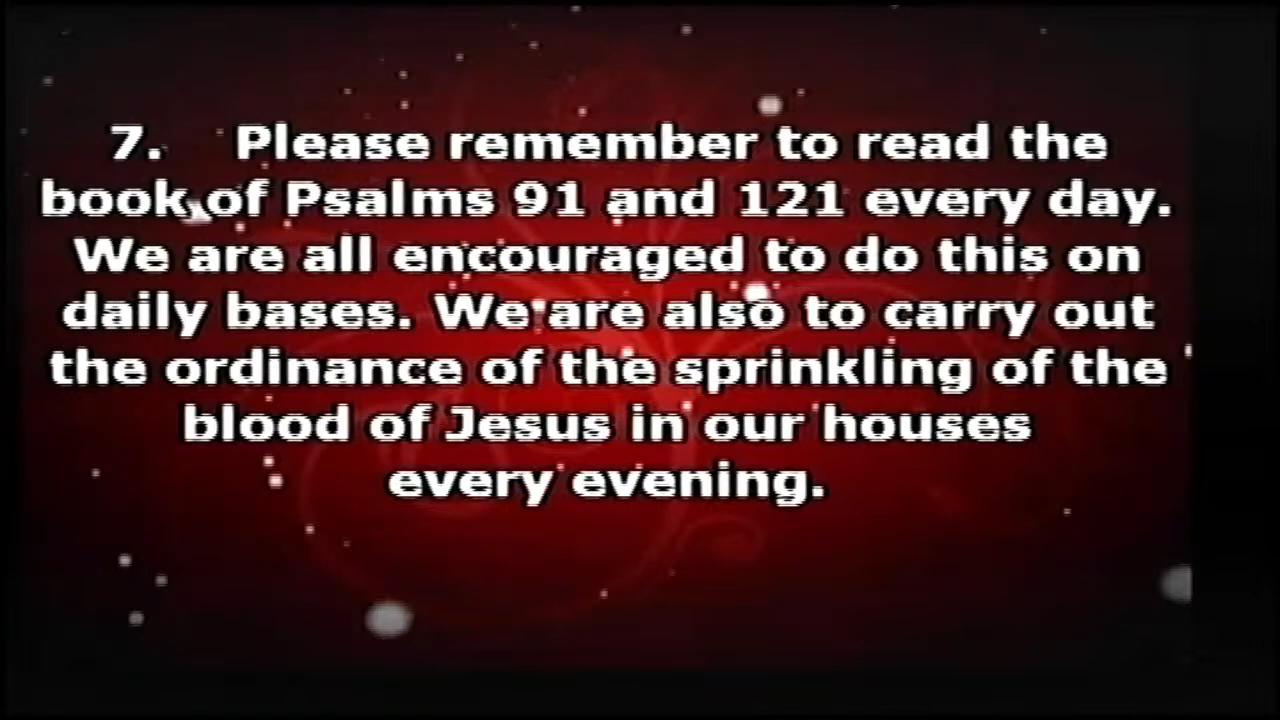 7. Please remember to read the
book of Psalms 91 and 121 every day.
We are all encouraged to do this on
daily bases. We are also to carry out
the ordinance of the sprinkling of the
blood of Jesus in our houses
every evening.